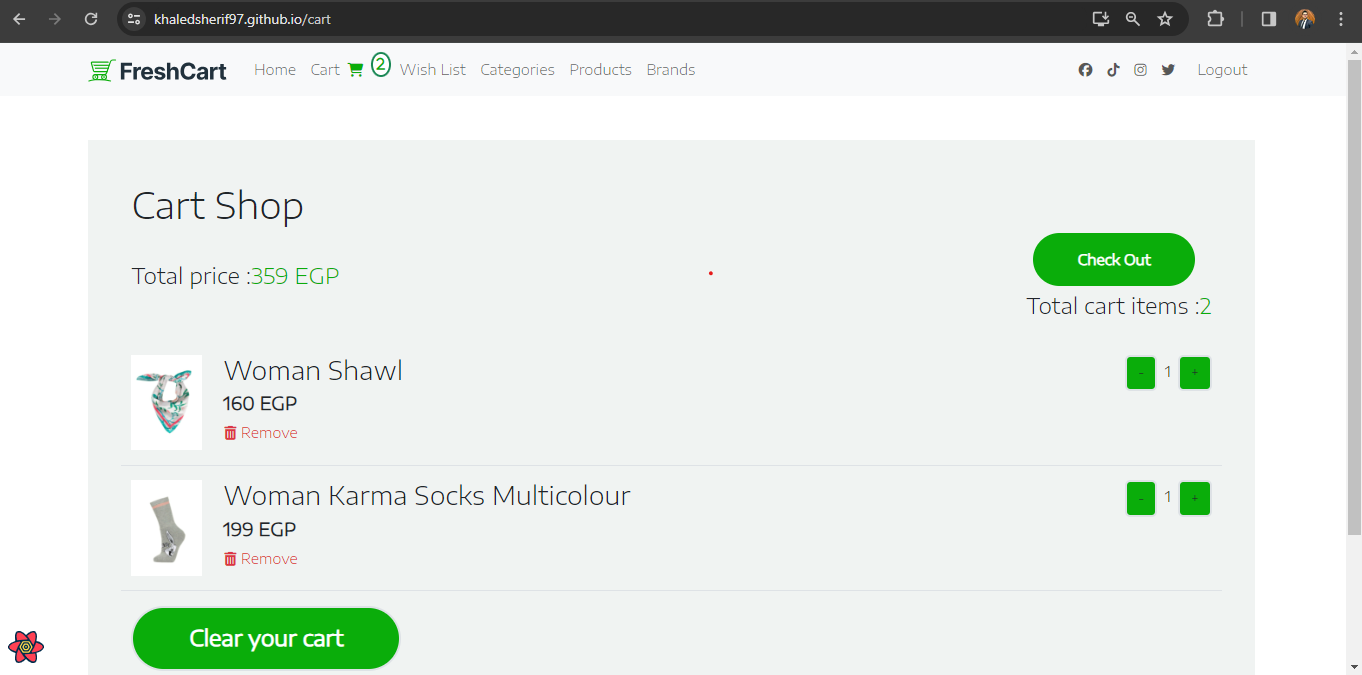 khaledsherif97.github.io/cart
FreshCart Home Cart 2 Wish List Categories Products Brands Logout
Cart Shop
Check Out
Total price :359 EGP
Total cart items :2
Woman Shawl
- 1 +
160 EGP
Remove
Woman Karma Socks Multicolour
- 1 +
199 EGP
Remove
Clear your cart